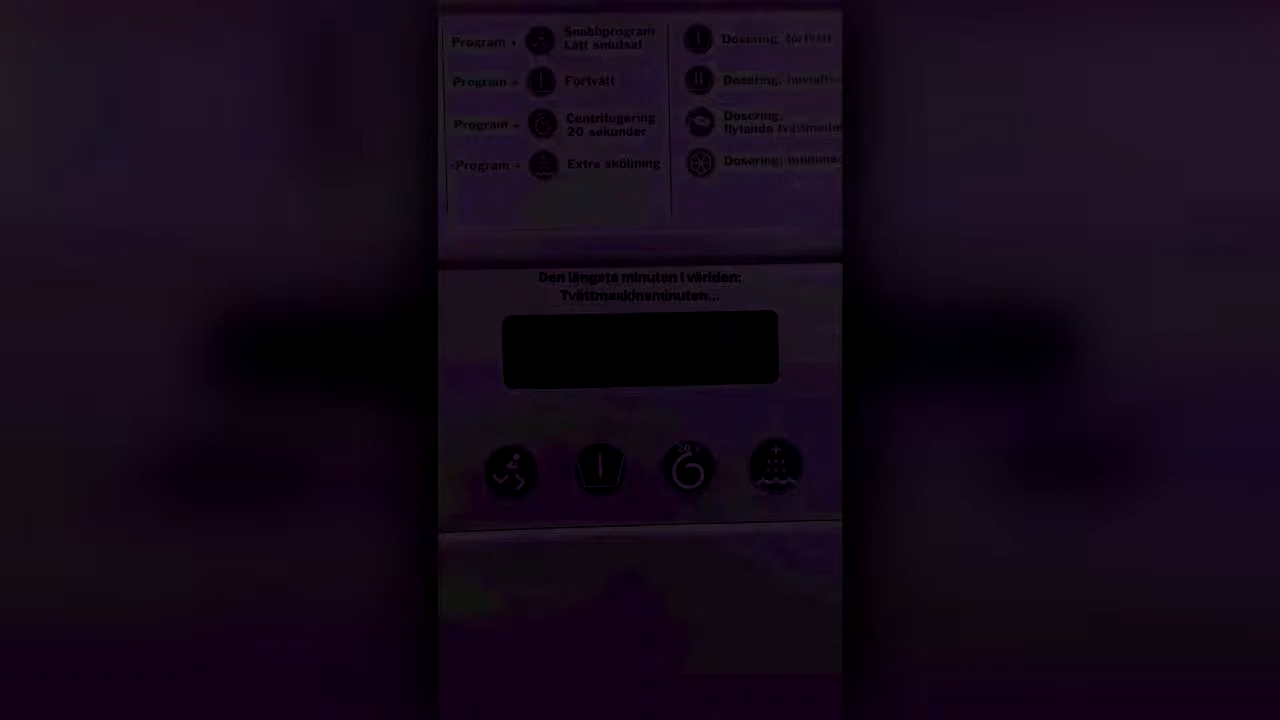 Program +
Snabbprogram
Lätt smutsat
Program +
Förtvätt
Program +
Centrifugering
20 sekunder
Program +
Extra sköljning
Dosering, förtvätt
Dosering,
Dosering,
flytande
Dosering,
Den längsta minuten i världen:
Tvättmaskinsminuten...
20